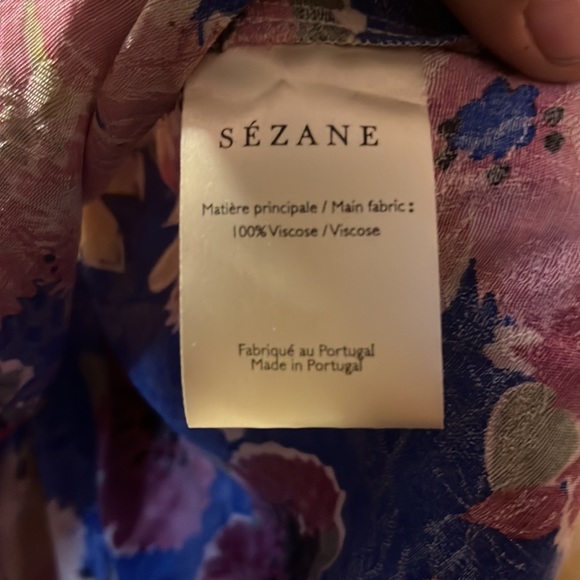 SÉZANE
Matière principale / Main fabric :
100% Viscose / Viscose
Fabriqué au Portugal
Made in Portugal